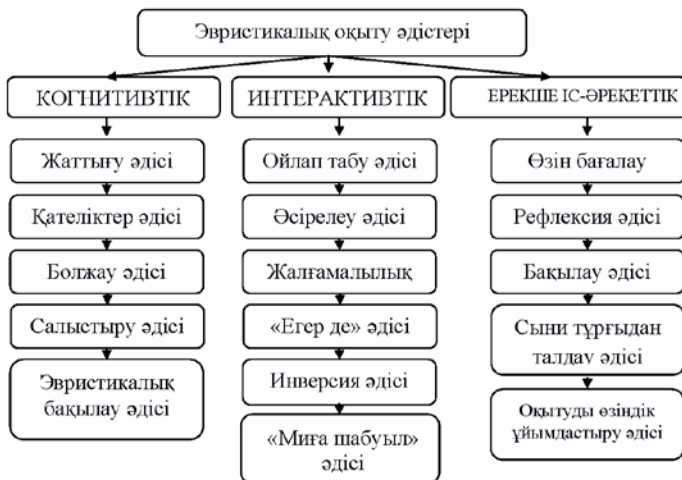 Эвристикалық оқыту әдістері
КОГНИТИВТІК
Жаттығу әдісі
Қателіктер әдісі
Болжау әдісі
Салыстыру әдісі
Эвристикалық
бақылау әдісі
ИНТЕРАКТИВТІК
Ойлап табу әдісі
Әсірелеу әдісі
Жалғамалылық
«Егер де» әдісі
Инверсия әдісі
«Миға шабуыл»
әдісі
ЕРЕКШЕ ІС-ӘРЕКЕТТІК
Өзін бағалау
Рефлексия әдісі
Бақылау әдісі
Сыни тұрғыдан
талдау әдісі
Оқытуды өзіндік
ұйымдастыру әдісі